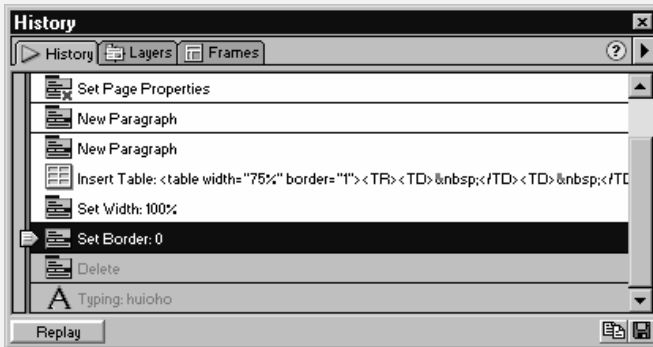 History
History Layers Frames ?
Set Page Properties
New Paragraph
New Paragraph
Insert Table: <table width="75%" border="1"><TR><TD>&nbsp;</TD><TD>&nbsp;</TD
Set Width: 100%
Set Border: 0
Delete
A Typing: huioho
Replay